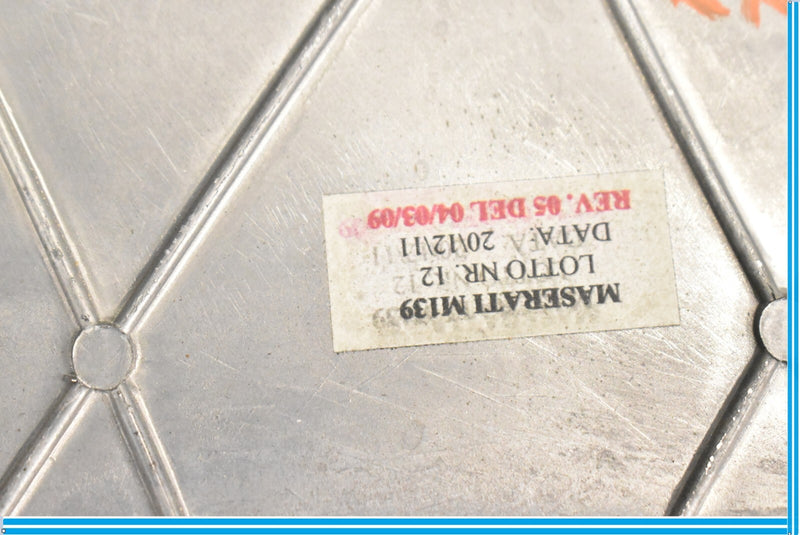 MASERATI M139
LOTTO NR. 12
DATA: 20\12\11
REV. 05 DEL 04/03/09